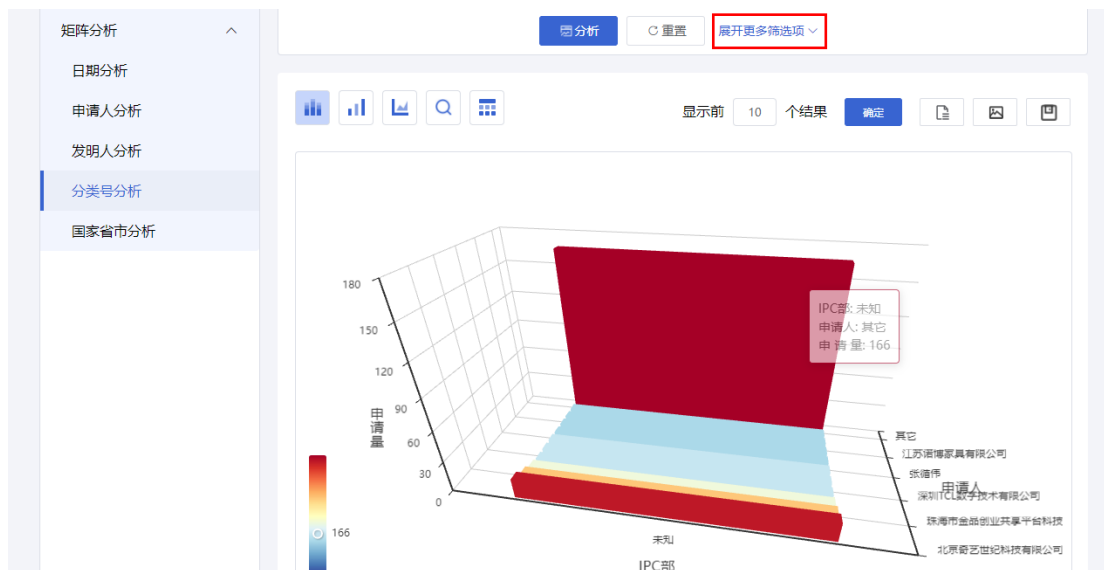 矩阵分析
分析
重置
展开更多筛选项
日期分析
申请人分析
发明人分析
分类号分析
国家省市分析
显示前 10 个结果
确定
180
150
120
90
60
30
0
申请量
IPC部: 未知
申请人: 其它
申 请 量: 166
其它
江苏诺博家具有限公司
张循伟
申请人
深圳TCL数字技术有限公司
珠海市金品创业共享平台科技
北京奇艺世纪科技有限公司
未知
IPC部
166